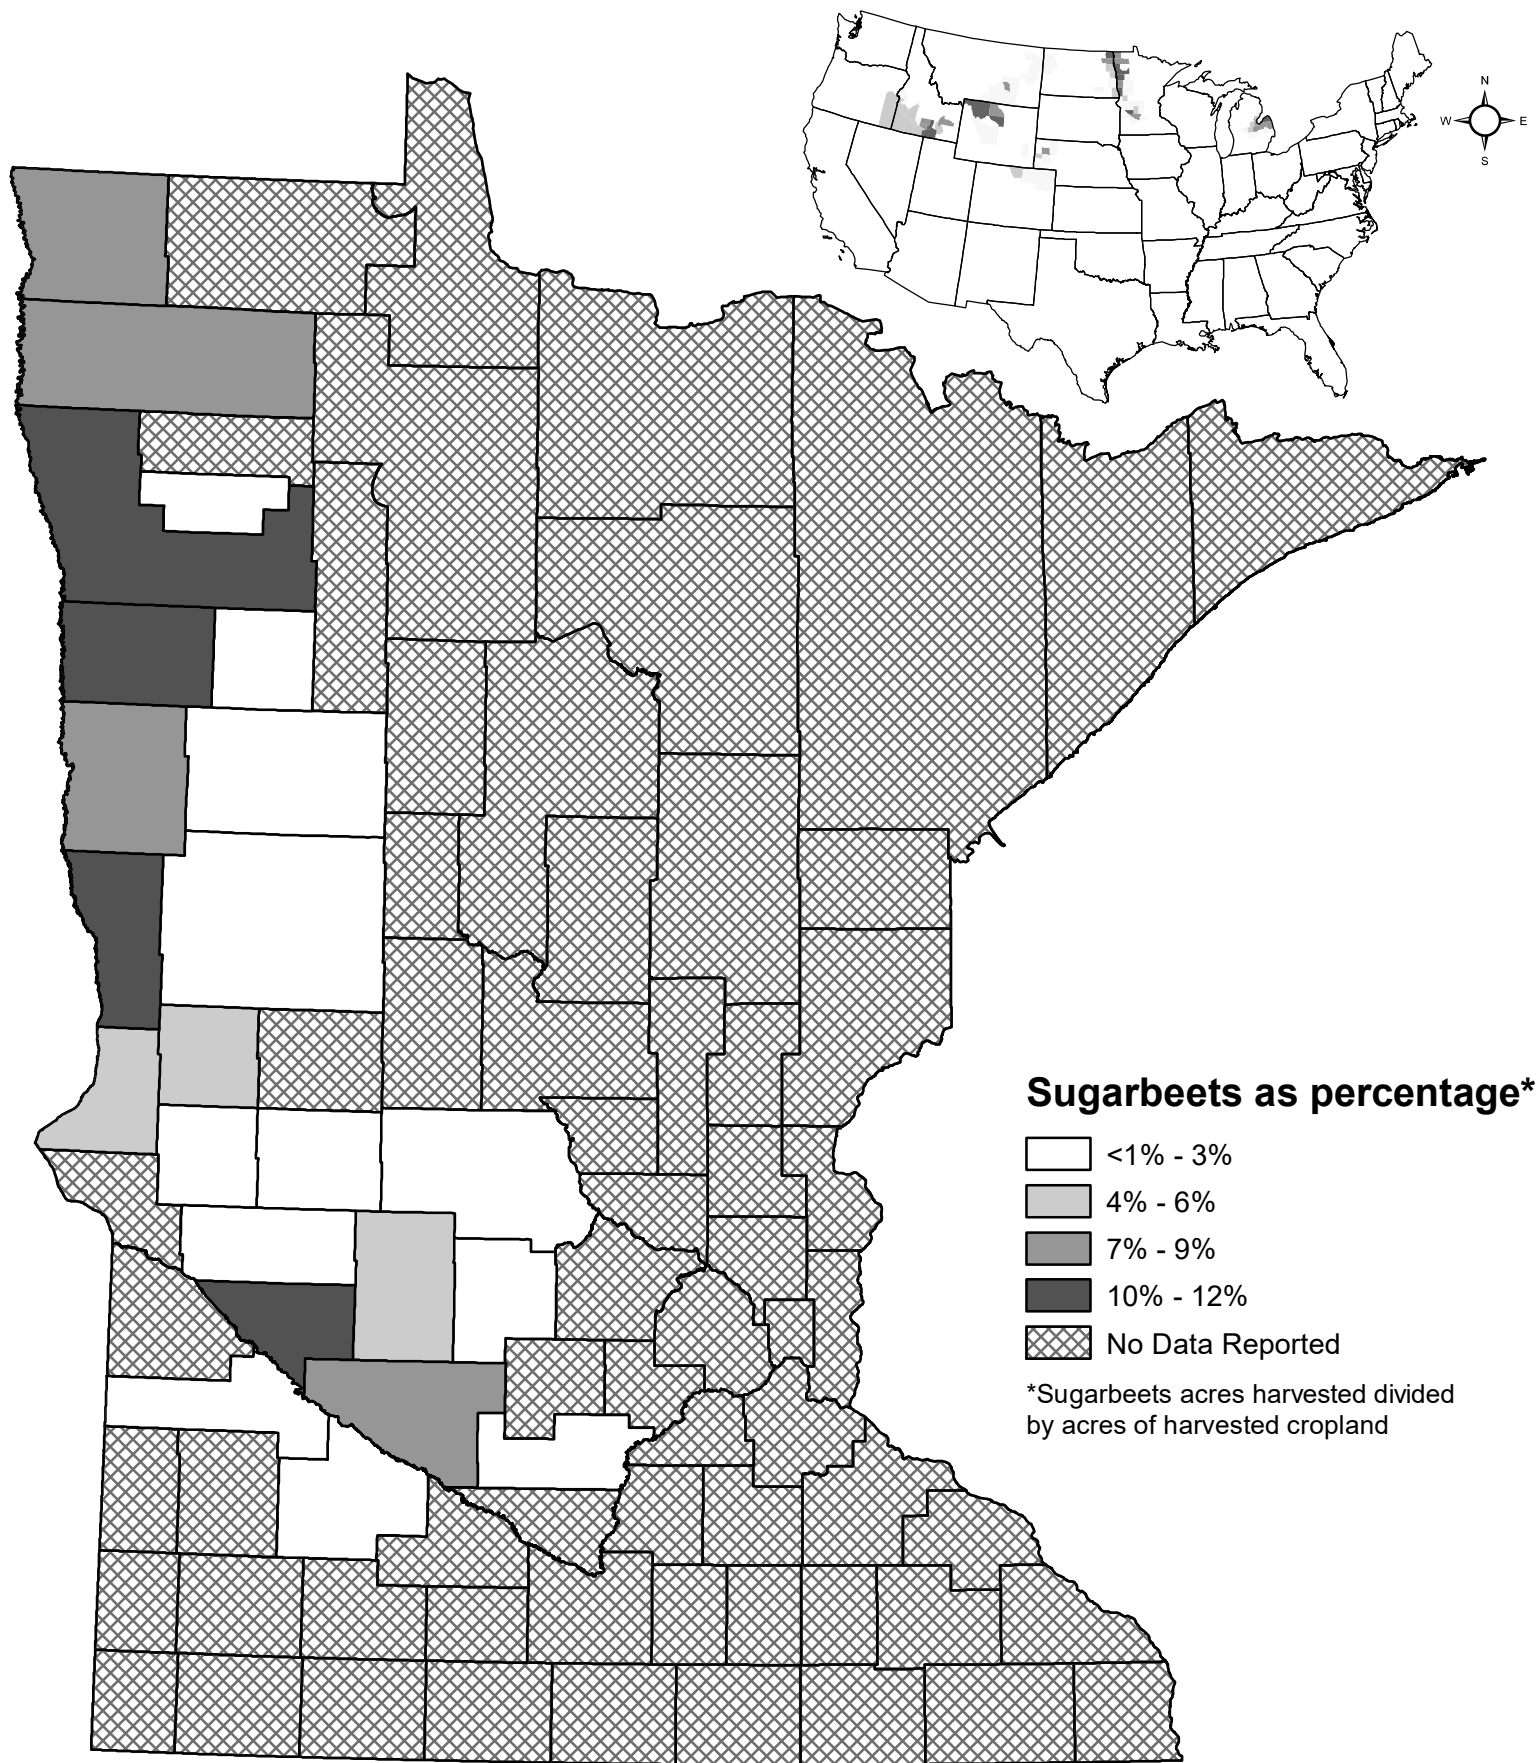 N
W E
S
Sugarbeets as percentage*
<1% - 3%
4% - 6%
7% - 9%
10% - 12%
No Data Reported
*Sugarbeets acres harvested divided
by acres of harvested cropland